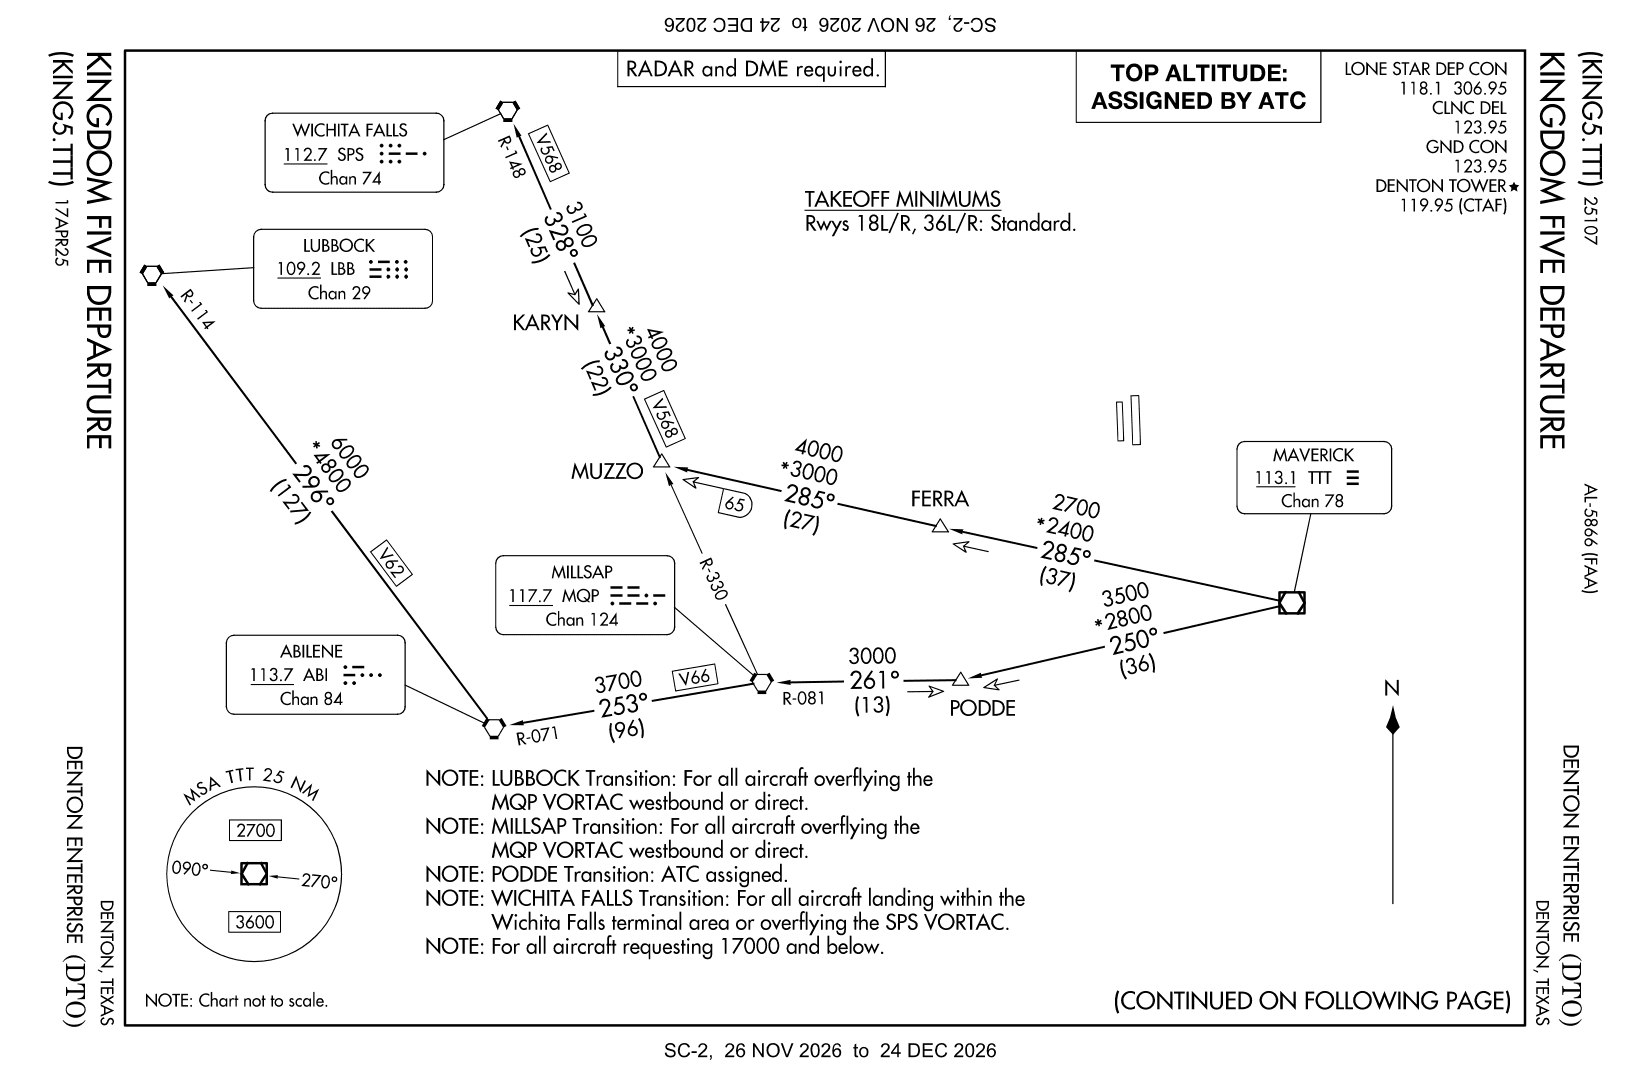 SC-2, 26 NOV 2026 to 24 DEC 2026
(KING5.TTT) 17APR25
KINGDOM FIVE DEPARTURE
DENTON ENTERPRISE (DTO)
DENTON, TEXAS
(KING5.TTT) 25107
KINGDOM FIVE DEPARTURE
AL-5866 (FAA)
DENTON ENTERPRISE (DTO)
DENTON, TEXAS
RADAR and DME required.
TOP ALTITUDE:
ASSIGNED BY ATC
LONE STAR DEP CON
118.1 306.95
CLNC DEL
123.95
GND CON
123.95
DENTON TOWER★
119.95 (CTAF)
TAKEOFF MINIMUMS
Rwys 18L/R, 36L/R: Standard.
WICHITA FALLS
112.7 SPS
Chan 74
R-148
V568
3100
328°
(25)
LUBBOCK
109.2 LBB
Chan 29
R-114
KARYN
4000
*3000
330°
(22)
V568
MUZZO
65
6000
*4800
296°
(127)
V62
4000
*3000
285°
(27)
FERRA
2700
*2400
285°
(37)
MAVERICK
113.1 TTT
Chan 78
3500
*2800
250°
(36)
MILLSAP
117.7 MQP
Chan 124
R-330
ABILENE
113.7 ABI
Chan 84
R-071
3700
253°
(96)
V66
R-081
3000
261°
(13)
PODDE
N
MSA TTT 25 NM
2700
090°
270°
3600
NOTE: LUBBOCK Transition: For all aircraft overflying the
MQP VORTAC westbound or direct.
NOTE: MILLSAP Transition: For all aircraft overflying the
MQP VORTAC westbound or direct.
NOTE: PODDE Transition: ATC assigned.
NOTE: WICHITA FALLS Transition: For all aircraft landing within the
Wichita Falls terminal area or overflying the SPS VORTAC.
NOTE: For all aircraft requesting 17000 and below.
NOTE: Chart not to scale.
(CONTINUED ON FOLLOWING PAGE)
SC-2, 26 NOV 2026 to 24 DEC 2026